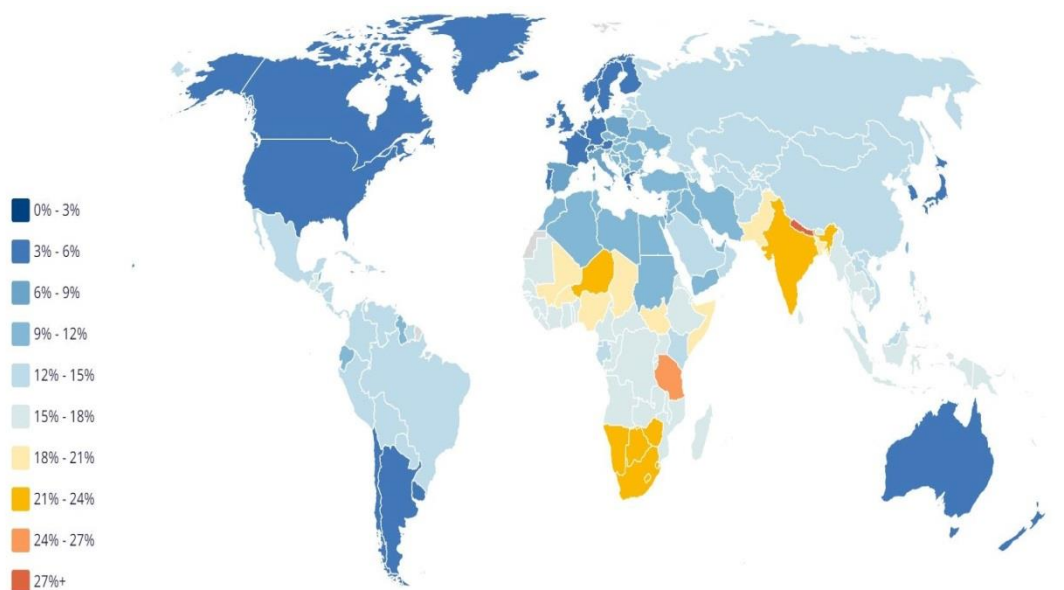 0% - 3%
3% - 6%
6% - 9%
9% - 12%
12% - 15%
15% - 18%
18% - 21%
21% - 24%
24% - 27%
27%+